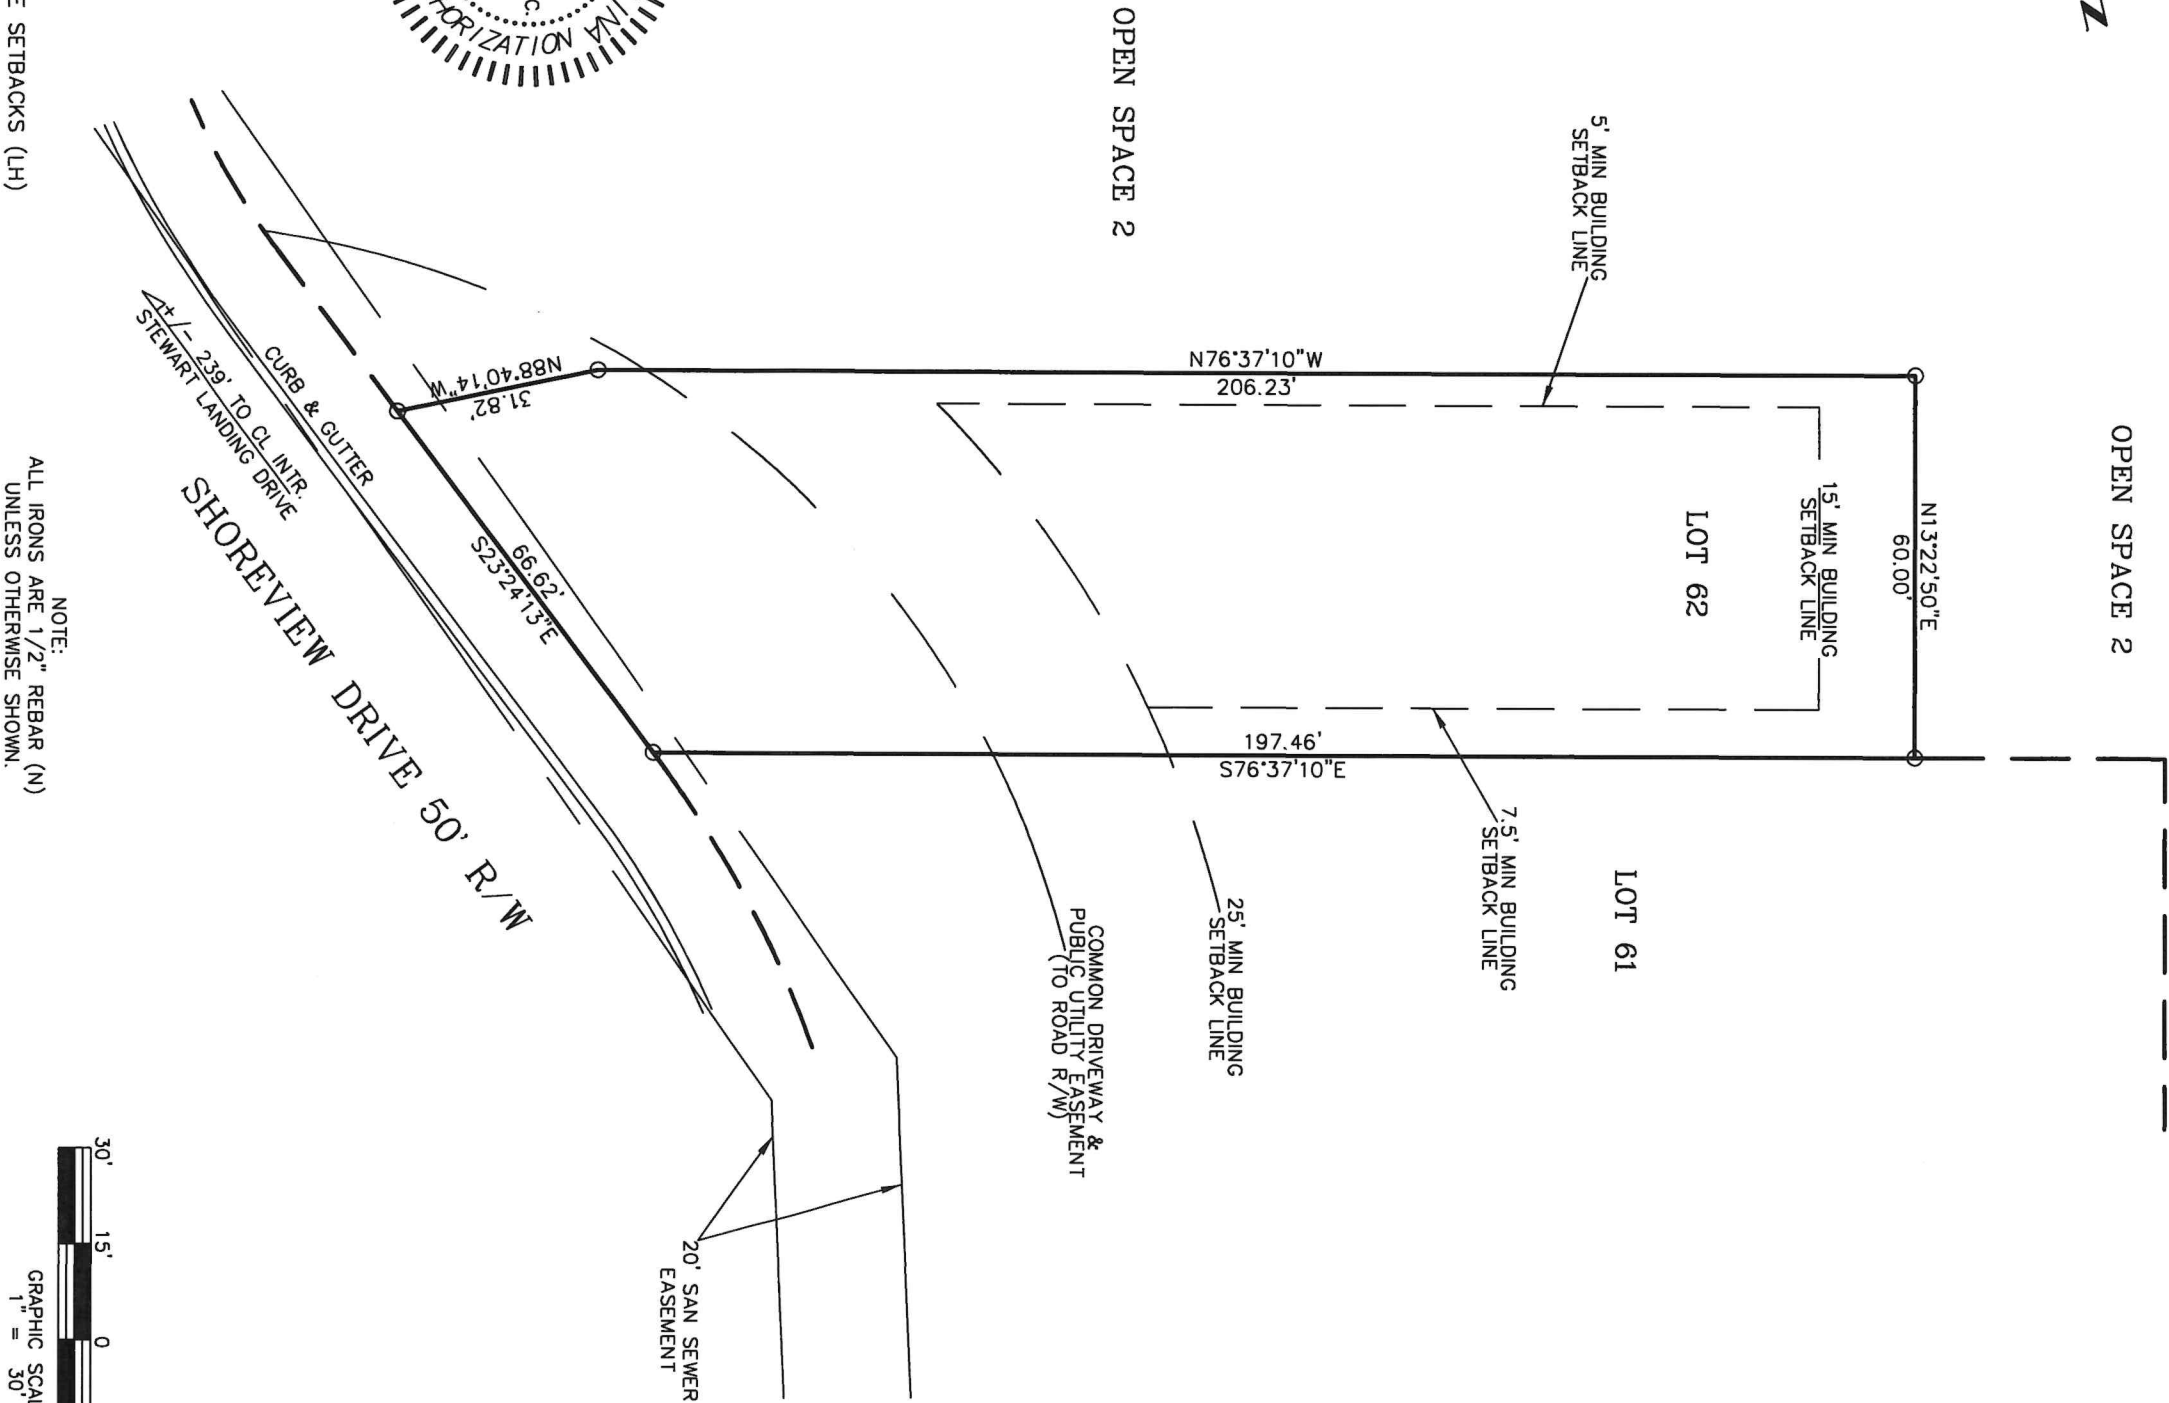 OPEN SPACE 2
N13°22'50"E
60.00'
15' MIN BUILDING
SETBACK LINE
LOT 62
LOT 61
5' MIN BUILDING
SETBACK LINE
7.5' MIN BUILDING
SETBACK LINE
N76°37'10"W
206.23'
197.46'
S76°37'10"E
25' MIN BUILDING
SETBACK LINE
OPEN SPACE 2
COMMON DRIVEWAY &
PUBLIC UTILITY EASEMENT
(TO ROAD R/W)
20' SAN SEWER
EASEMENT
N88°40'14"W
31.82'
66.62'
S23°24'13"E
CURB & GUTTER
+/- 239' TO CL INTR.
STEWART LANDING DRIVE
SHOREVIEW DRIVE 50' R/W
NOTE:
ALL IRONS ARE 1/2" REBAR (N)
UNLESS OTHERWISE SHOWN.
SETBACKS (LH)
30' 15' 0
GRAPHIC
1" = 30'